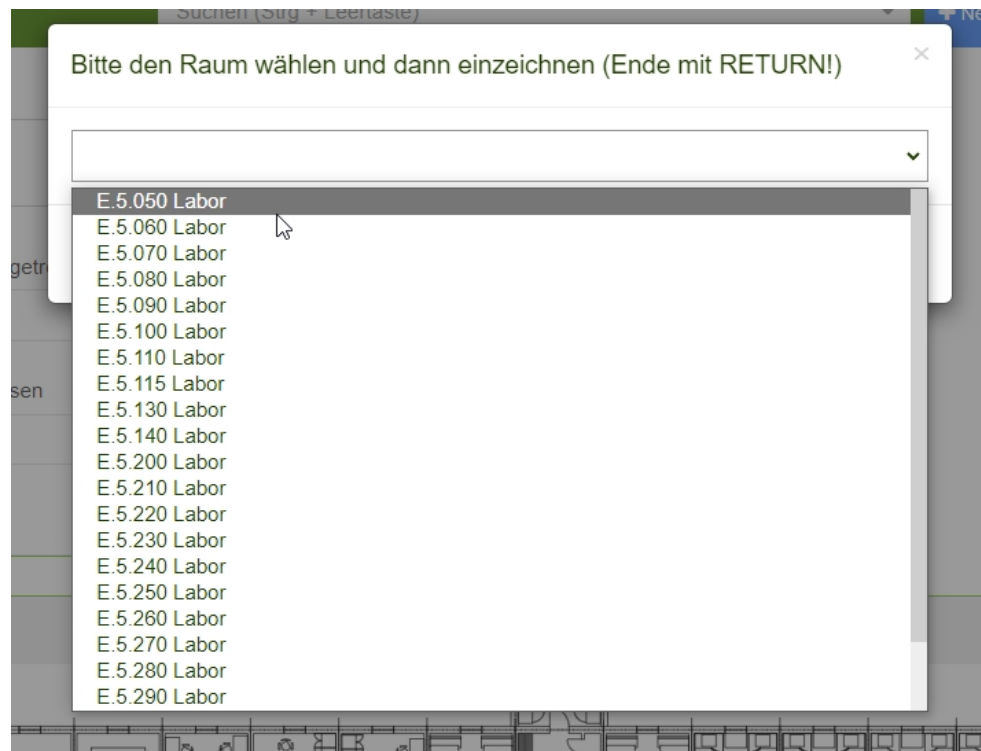 Suchen (Strg + Leertaste)
Bitte den Raum wählen und dann einzeichnen (Ende mit RETURN!)
E.5.050 Labor
E.5.060 Labor
E.5.070 Labor
E.5.080 Labor
E.5.090 Labor
E.5.100 Labor
E.5.110 Labor
E.5.115 Labor
E.5.130 Labor
E.5.140 Labor
E.5.200 Labor
E.5.210 Labor
E.5.220 Labor
E.5.230 Labor
E.5.240 Labor
E.5.250 Labor
E.5.260 Labor
E.5.270 Labor
E.5.280 Labor
E.5.290 Labor